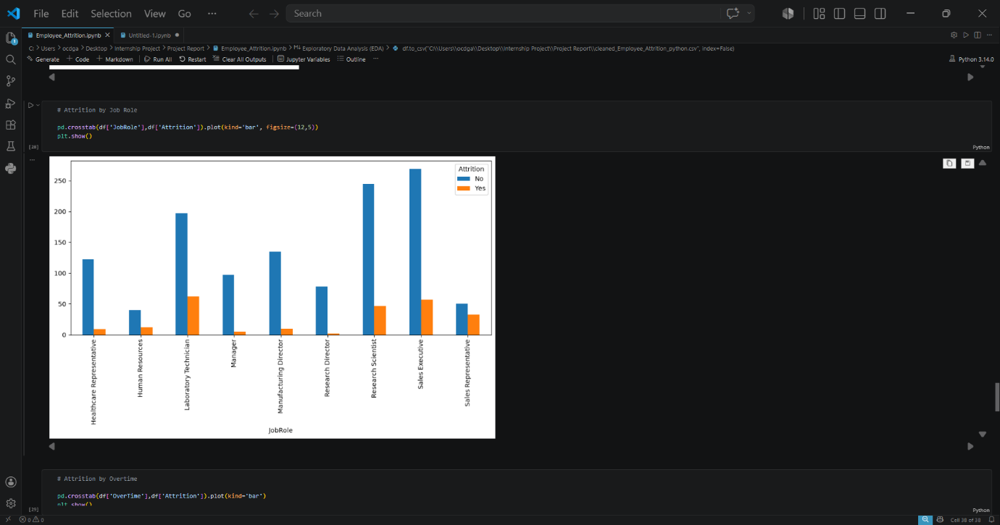 File Edit Selection View Go ··· Search
Employee_Attrition.ipynb Untitled-1.ipynb
C: > Users > ocdga > Desktop > Internship Project > Project Report > Employee_Attrition.ipynb > M↓ Exploratory Data Analysis (EDA) > df.to_csv("C:\\Users\\ocdga\\Desktop\\Internship Project\\Project Report\\cleaned_Employee_Attrition_python.csv", index=False)
Generate + Code + Markdown Run All Restart Clear All Outputs Jupyter Variables Outline ··· Python 3.14.0
# Attrition by Job Role
pd.crosstab(df['JobRole'],df['Attrition']).plot(kind='bar', figsize=(12,5))
plt.show()
[28] Python
Attrition
No
Yes
250
200
150
100
50
0
Healthcare Representative
Human Resources
Laboratory Technician
Manager
Manufacturing Director
Research Director
Research Scientist
Sales Executive
Sales Representative
JobRole
# Attrition by Overtime
pd.crosstab(df['OverTime'],df['Attrition']).plot(kind='bar')
plt.show()
[29] Python
0 0 Cell 38 of 38